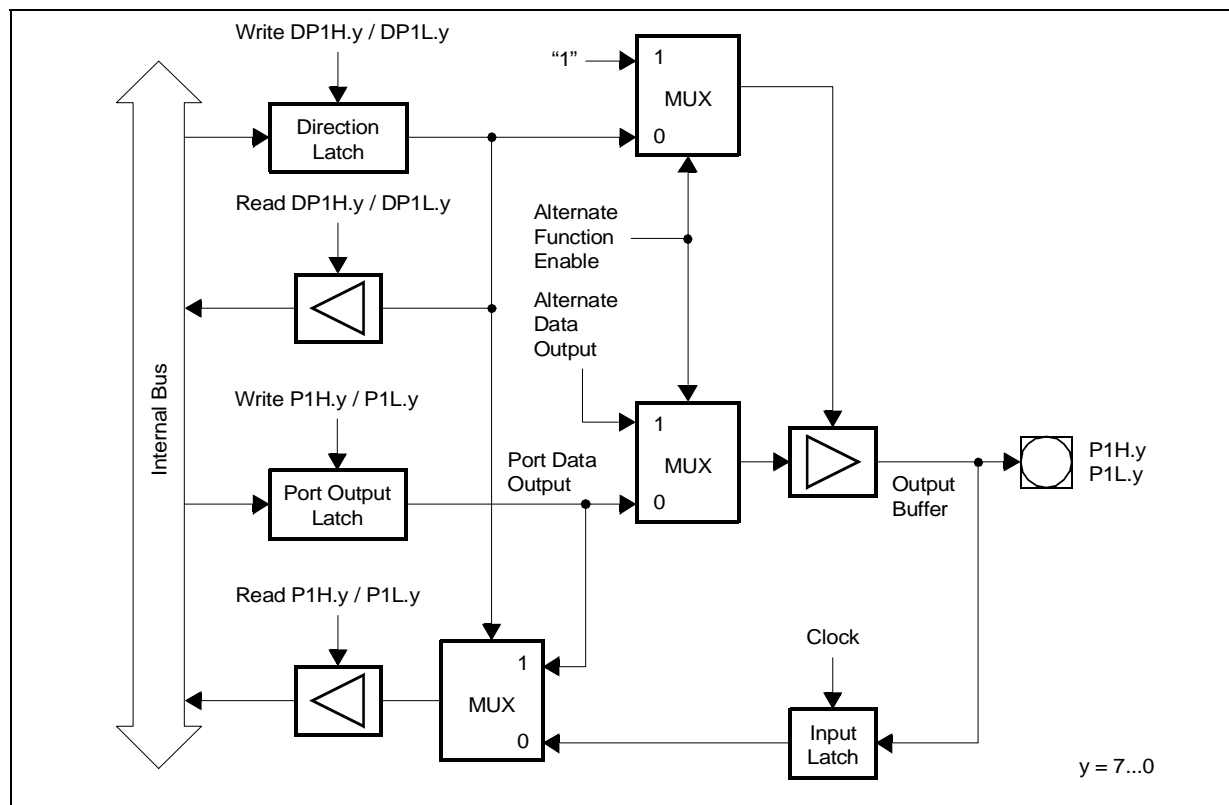 Write DP1H.y / DP1L.y
“1”
1
MUX
0
Direction
Latch
Read DP1H.y / DP1L.y
Alternate
Function
Enable
Alternate
Data
Output
Internal Bus
Write P1H.y / P1L.y
Port Output
Latch
Port Data
Output
1
MUX
0
Output
Buffer
P1H.y
P1L.y
Read P1H.y / P1L.y
1
MUX
0
Clock
Input
Latch
y = 7...0